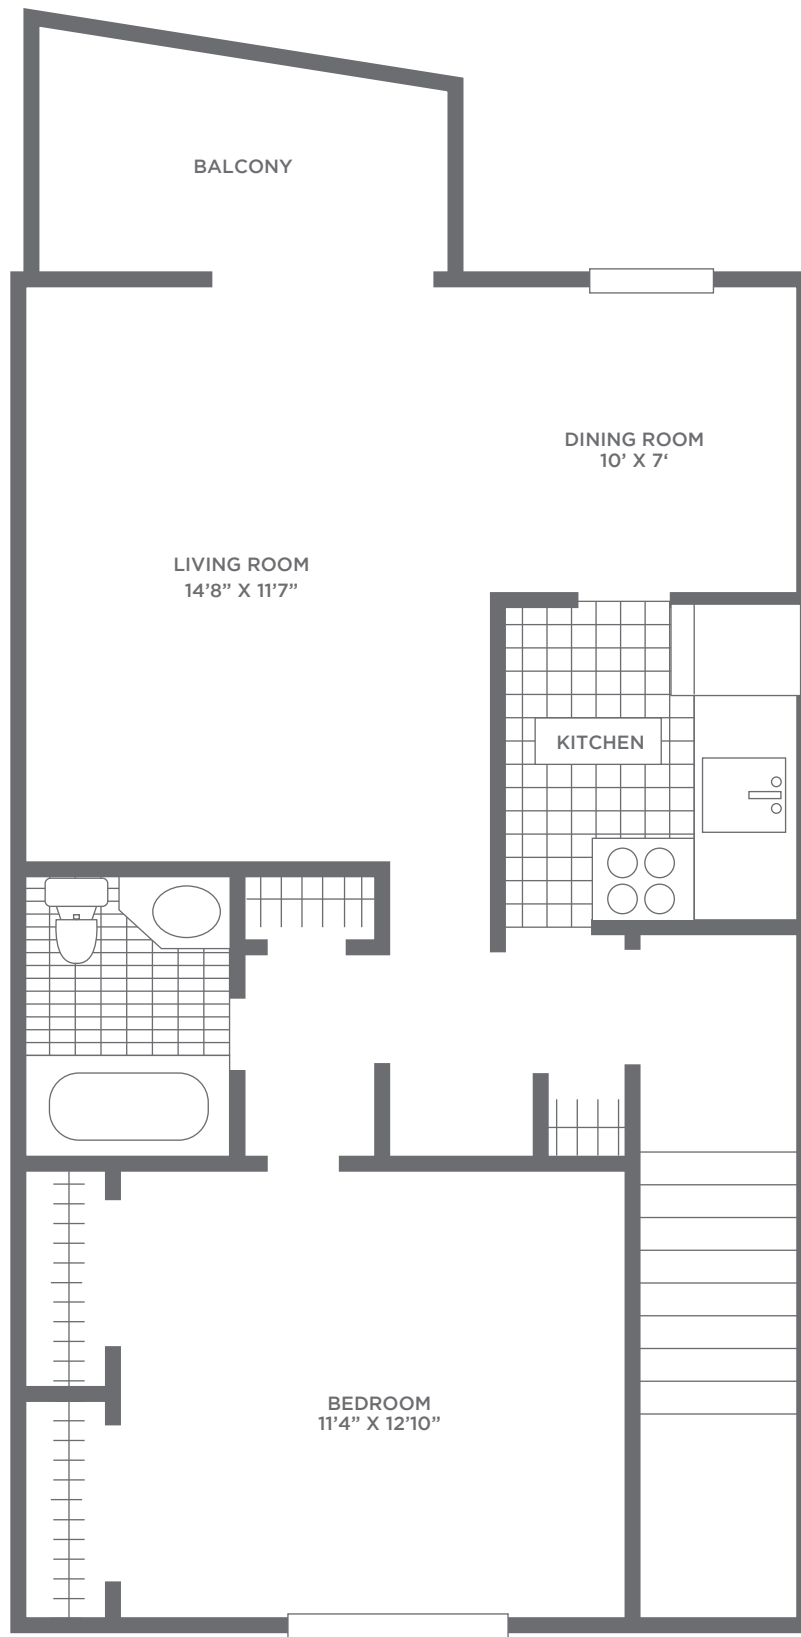 BALCONY
DINING ROOM
10’ X 7‘
LIVING ROOM
14’8” X 11’7”
KITCHEN
BEDROOM
11’4” X 12’10”